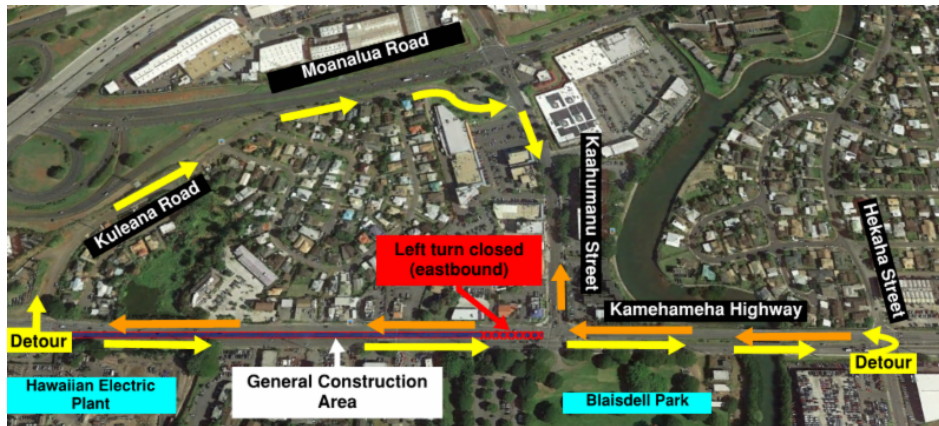 Moanalua Road
Kuleana Road
Kaahumanu Street
Hekaha Street
Left turn closed
(eastbound)
Kamehameha Highway
Detour
Detour
Hawaiian Electric
Plant
General Construction
Area
Blaisdell Park